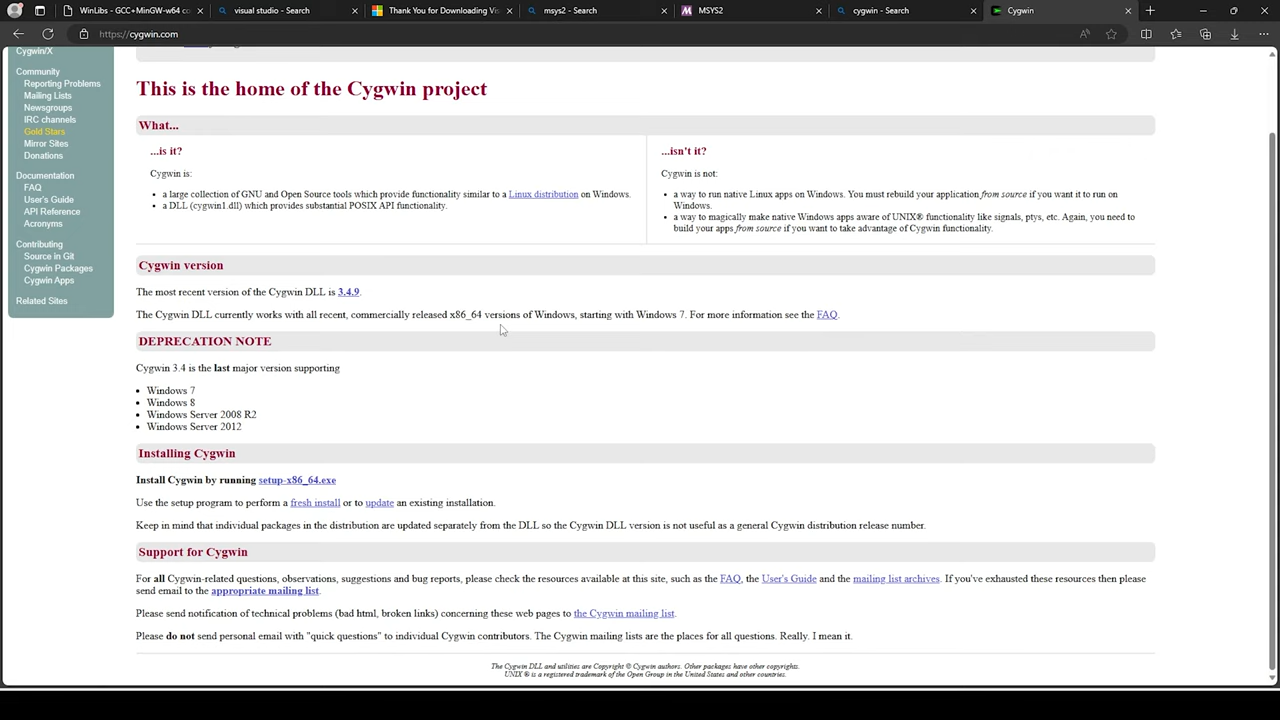 WinLibs - GCC+MinGW-w64 co
visual studio - Search
Thank You for Downloading Vis
msys2 - Search
MSYS2
cygwin - Search
Cygwin
https://cygwin.com
Cygwin/X
Community
Reporting Problems
Mailing Lists
Newsgroups
IRC channels
Gold Stars
Mirror Sites
Donations
Documentation
FAQ
User's Guide
API Reference
Acronyms
Contributing
Source in Git
Cygwin Packages
Cygwin Apps
Related Sites
This is the home of the Cygwin project
What...
...is it?
Cygwin is:
• a large collection of GNU and Open Source tools which provide functionality similar to a Linux distribution on Windows.
• a DLL (cygwin1.dll) which provides substantial POSIX API functionality.
...isn't it?
Cygwin is not:
• a way to run native Linux apps on Windows. You must rebuild your application from source if you want it to run on
Windows.
• a way to magically make native Windows apps aware of UNIX® functionality like signals, ptys, etc. Again, you need to
build your apps from source if you want to take advantage of Cygwin functionality.
Cygwin version
The most recent version of the Cygwin DLL is 3.4.9.
The Cygwin DLL currently works with all recent, commercially released x86_64 versions of Windows, starting with Windows 7. For more information see the FAQ.
DEPRECATION NOTE
Cygwin 3.4 is the last major version supporting
• Windows 7
• Windows 8
• Windows Server 2008 R2
• Windows Server 2012
Installing Cygwin
Install Cygwin by running setup-x86_64.exe
Use the setup program to perform a fresh install or to update an existing installation.
Keep in mind that individual packages in the distribution are updated separately from the DLL so the Cygwin DLL version is not useful as a general Cygwin distribution release number.
Support for Cygwin
For all Cygwin-related questions, observations, suggestions and bug reports, please check the resources available at this site, such as the FAQ, the User's Guide and the mailing list archives. If you've exhausted these resources then please
send email to the appropriate mailing list.
Please send notification of technical problems (bad html, broken links) concerning these web pages to the Cygwin mailing list.
Please do not send personal email with "quick questions" to individual Cygwin contributors. The Cygwin mailing lists are the places for all questions. Really. I mean it.
The Cygwin DLL and utilities are Copyright © Cygwin authors. Other packages have other copyrights.
UNIX ® is a registered trademark of the Open Group in the United States and other countries.